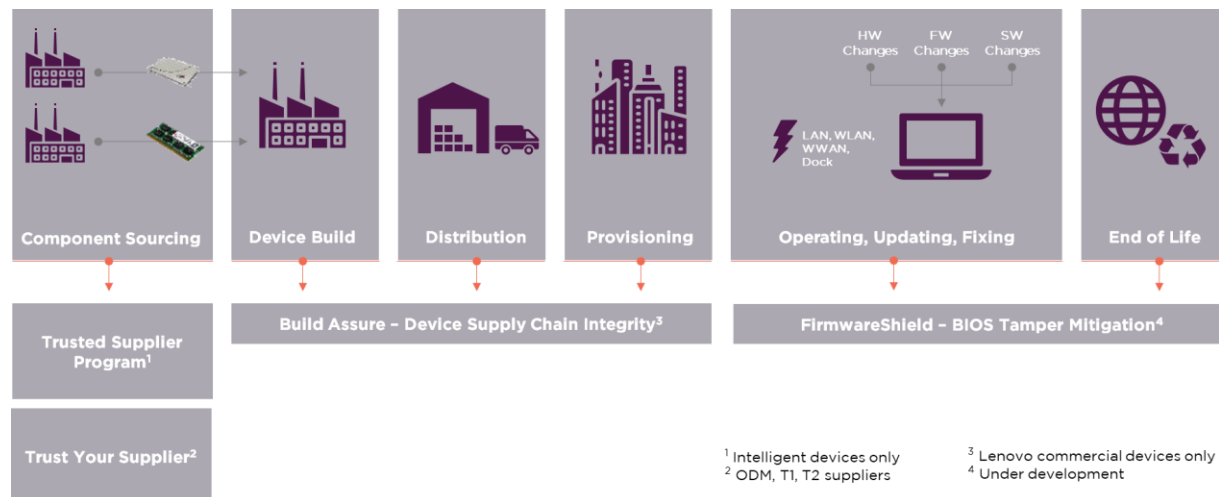 HW
Changes
FW
Changes
SW
Changes
LAN, WLAN,
WWAN,
Dock
Component Sourcing
Device Build
Distribution
Provisioning
Operating, Updating, Fixing
End of Life
Trusted Supplier
Program¹
Build Assure – Device Supply Chain Integrity³
FirmwareShield – BIOS Tamper Mitigation⁴
Trust Your Supplier²
¹ Intelligent devices only
² ODM, T1, T2 suppliers
³ Lenovo commercial devices only
⁴ Under development